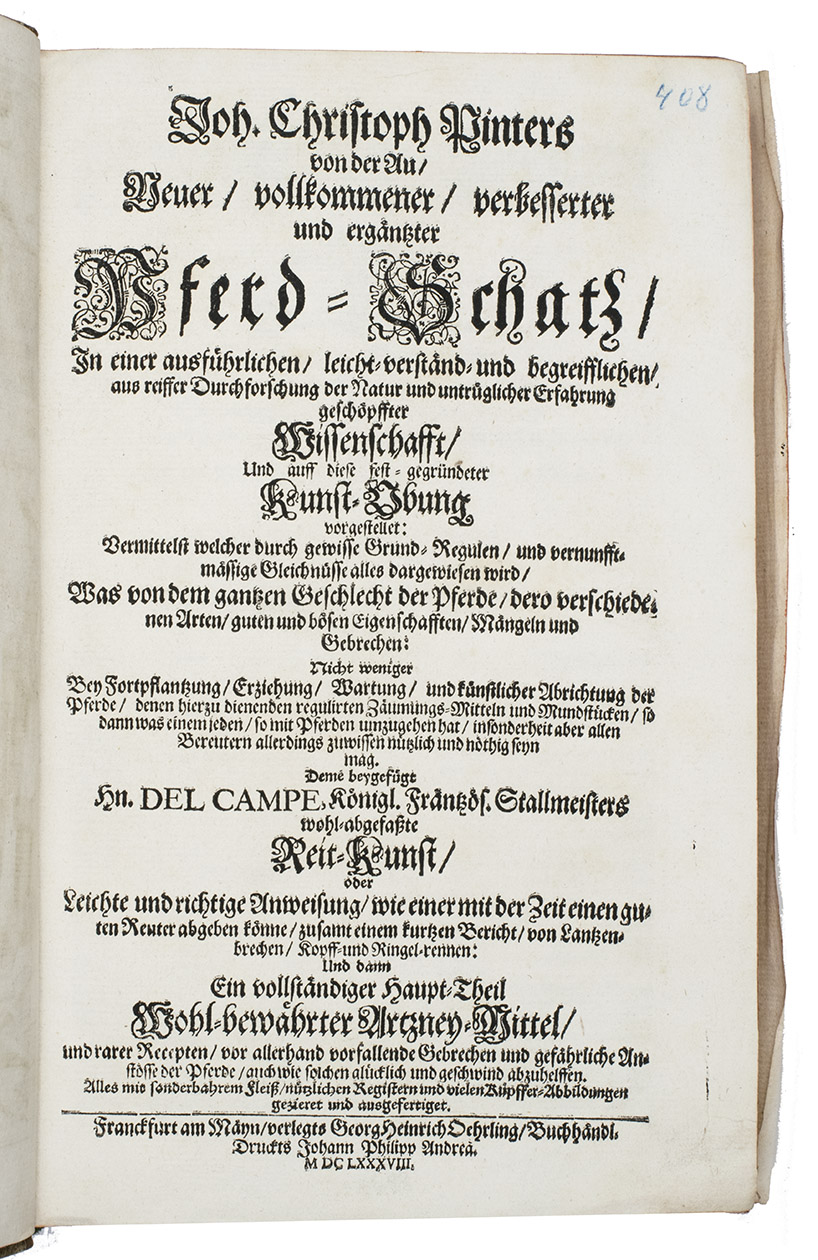 408
Joh. Christoph Pinters
von der Au/
Neuer / vollkommener / verbesserter
und ergäntzter
Pferd-Schatz/
In einer ausführlichen/ leicht-verständ-und begreifflichen/
aus reiffer Durchforschung der Natur und untrüglicher Erfahrung
geschöpffter
Wissenschafft/
Und auff diese fest-gegründeter
Kunst-Ubung
vorgestellet:
Vermittelst welcher durch gewisse Grund-Regulen/ und vernunfft-
mässige Gleichnüsse alles dargewiesen wird/
Was von dem gantzen Geschlecht der Pferde/dero verschiede-
nen Arten/guten und bösen Eigenschafften/Mängeln und
Gebrechen:
Nicht weniger
Bey Fortpflantzung/Erziehung/ Wartung/ und künstlicher Abrichtung der
Pferde/ denen hierzu dienenden regulirten Zäumungs-Mitteln und Mundstücken/ so
dann was einem jeden/so mit Pferden umzugehen hat/ insonderheit aber allen
Bereutern allerdings zuwissen nützlich und nöthig seyn
mag.
Deme beygefügt
Hn. DEL CAMPE, Königl. Fräntzös. Stallmeisters
wohl-abgefaßte
Reit-Kunst/
oder
Leichte und richtige Anweisung/wie einer mit der Zeit einen gu-
ten Reuter abgeben könne/zusamt einem kurtzen Bericht/von Lantzen-
brechen/ Kopff-und Ringel-rennen:
Und dann
Ein vollständiger Haupt-Theil
Wohl-bewährter Artzney-Mittel/
und rarer Recepten/ vor allerhand vorfallende Gebrechen und gefährliche An-
stösse der Pferde/auch wie solchen glücklich und geschwind abzuhelffen.
Alles mit sonderbahrem Fleiß/nützlichen Registern und vielen Kupffer-Abbildungen
gezieret und ausgefertiget.
Franckfurt am Mäyn/verlegts Georg Heinrich Oehrling/Buchhändl.
Druckts Johann Philipp Andreä.
M DC LXXXVIII.